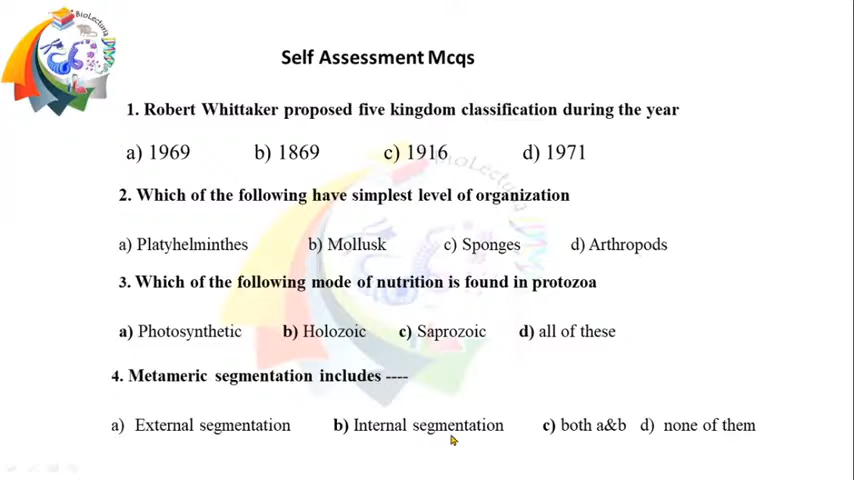 BioLectures
Self Assessment Mcqs
1. Robert Whittaker proposed five kingdom classification during the year
a) 1969 b) 1869 c) 1916 d) 1971
2. Which of the following have simplest level of organization
a) Platyhelminthes b) Mollusk c) Sponges d) Arthropods
3. Which of the following mode of nutrition is found in protozoa
a) Photosynthetic b) Holozoic c) Saprozoic d) all of these
4. Metameric segmentation includes ----
a) External segmentation b) Internal segmentation c) both a&b d) none of them